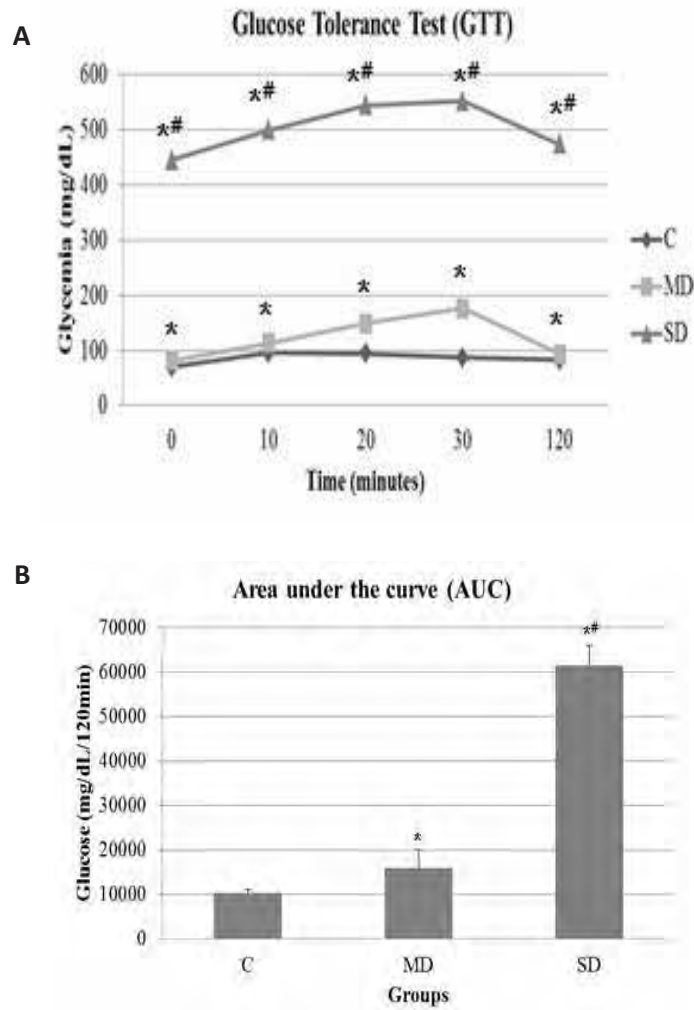 A
Glucose Tolerance Test (GTT)
600
500
400
300
200
100
0
Glycemia (mg/dL)
*# *# *# *# *#
* * * * *
C
MD
SD
0 10 20 30 120
Time (minutes)
B
Area under the curve (AUC)
70000
60000
50000
40000
30000
20000
10000
0
Glucose (mg/dL/120min)
*
*#
C MD SD
Groups